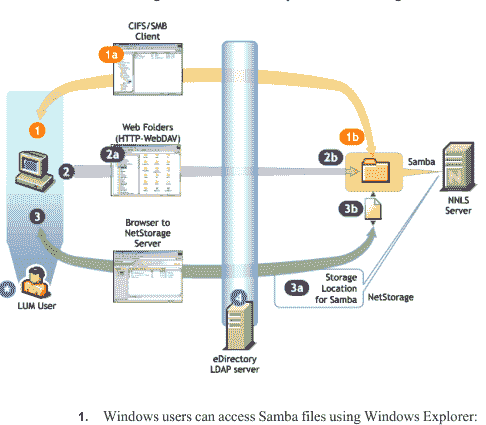 CIFS/SMB
Client
1a
1
1b
Web Folders
(HTTP-WebDAV)
2a
2
2b
Samba
NNLS
Server
3
Browser to
NetStorage
Server
3b
3a
Storage
Location
for Samba
NetStorage
LUM User
eDirectory
LDAP server
1. Windows users can access Samba files using Windows Explorer: